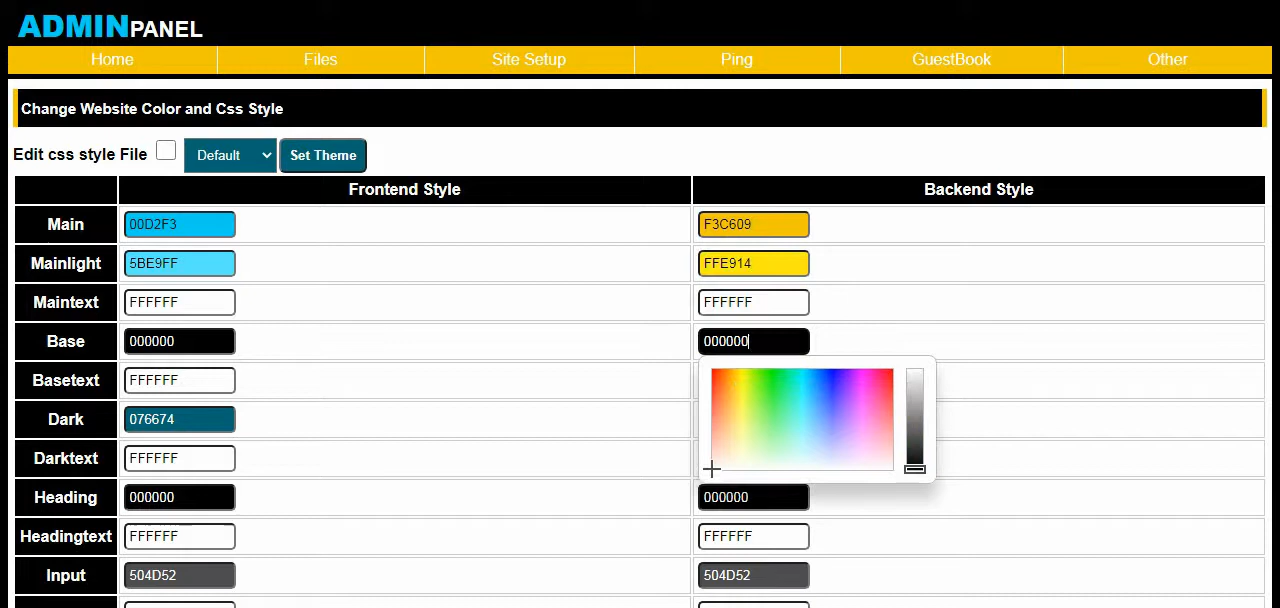 ADMINPANEL
Home Files Site Setup Ping GuestBook Other
Change Website Color and Css Style
Edit css style File Default Set Theme
Frontend Style Backend Style
Main 00D2F3 F3C609
Mainlight 5BE9FF FFE914
Maintext FFFFFF FFFFFF
Base 000000 000000
Basetext FFFFFF
Dark 076674
Darktext FFFFFF
Heading 000000 000000
Headingtext FFFFFF FFFFFF
Input 504D52 504D52